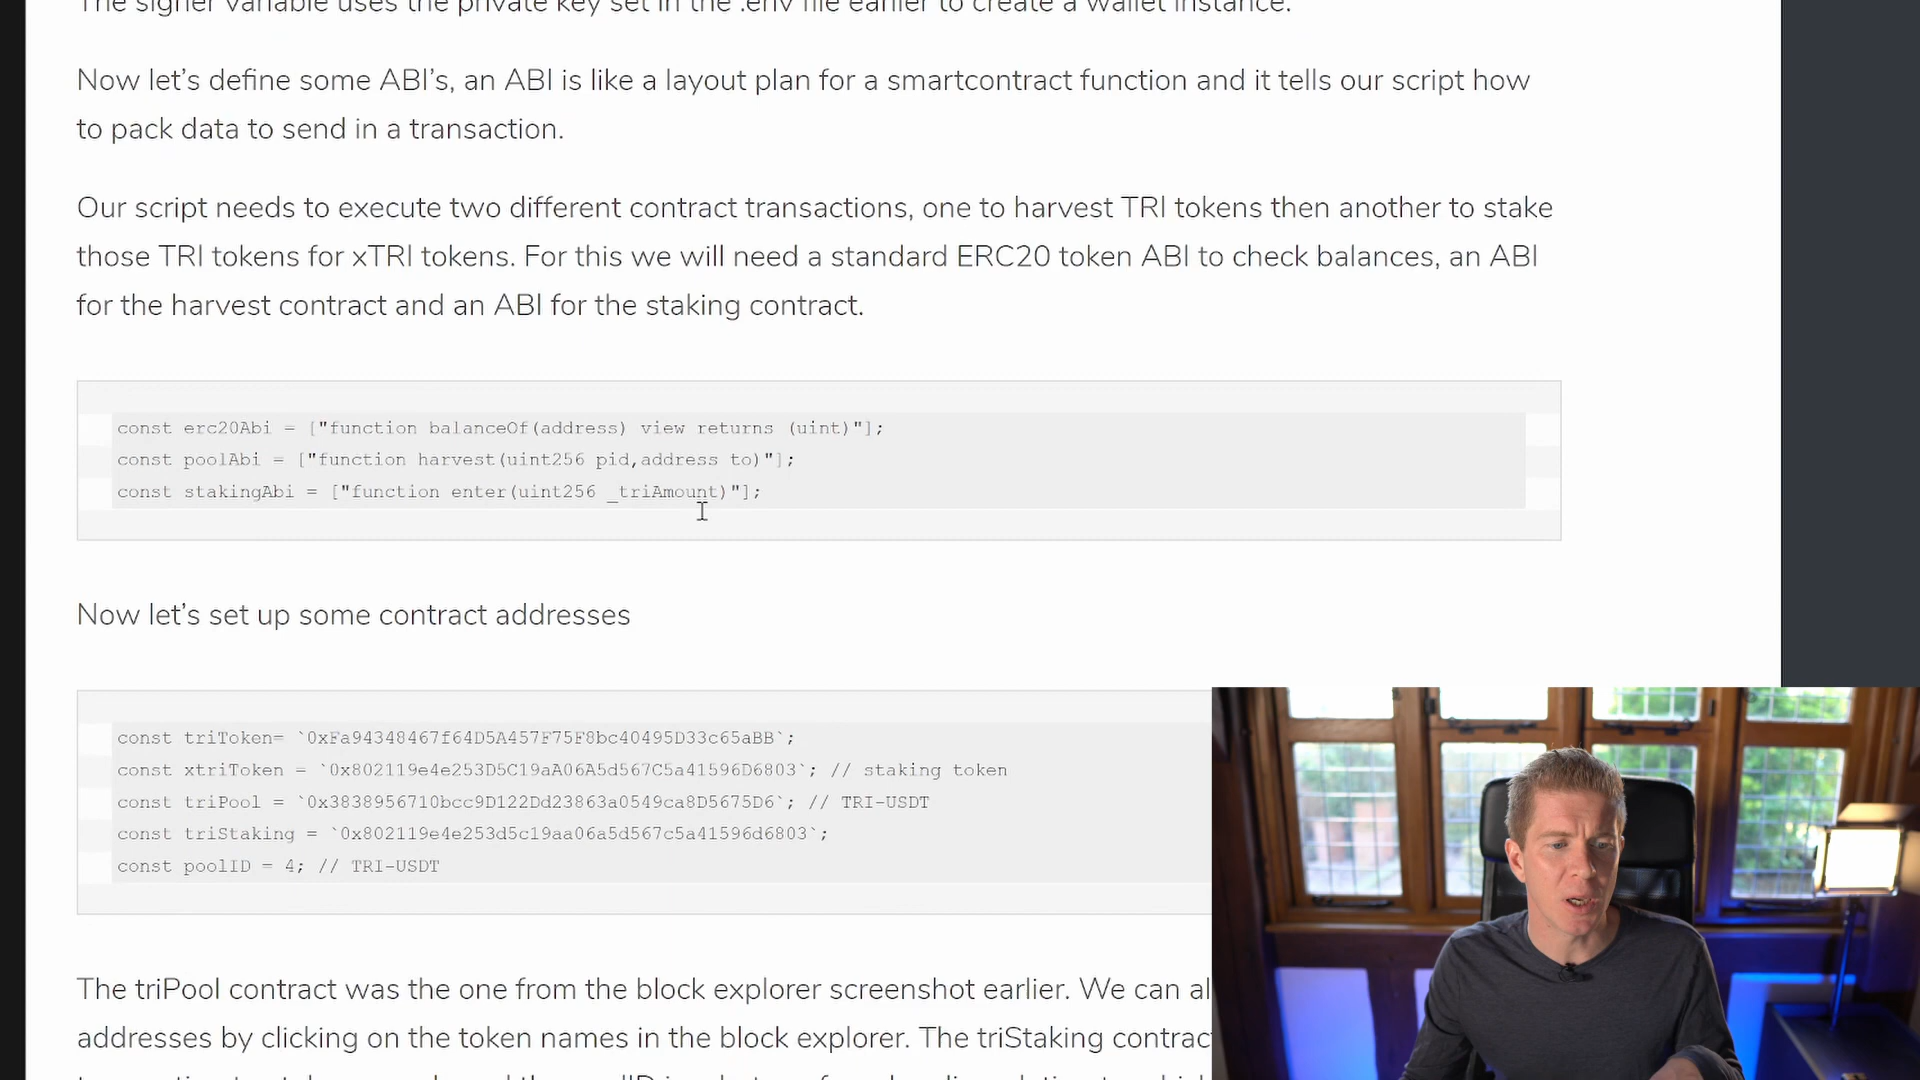 The signer variable uses the private key set in the .env file earlier to create a wallet instance.
Now let’s define some ABI’s, an ABI is like a layout plan for a smartcontract function and it tells our script how
to pack data to send in a transaction.
Our script needs to execute two different contract transactions, one to harvest TRI tokens then another to stake
those TRI tokens for xTRI tokens. For this we will need a standard ERC20 token ABI to check balances, an ABI
for the harvest contract and an ABI for the staking contract.
const erc20Abi = ["function balanceOf(address) view returns (uint)"];
const poolAbi = ["function harvest(uint256 pid,address to)"];
const stakingAbi = ["function enter(uint256 _triAmount)"];
Now let’s set up some contract addresses
const triToken= `0xFa94348467f64D5A457F75F8bc40495D33c65aBB`;
const xtriToken = `0x802119e4e253D5C19aA06A5d567C5a41596D6803`; // staking token
const triPool = `0x3838956710bcc9D122Dd23863a0549ca8D5675D6`; // TRI-USDT
const triStaking = `0x802119e4e253d5c19aa06a5d567c5a41596d6803`;
const poolID = 4; // TRI-USDT
The triPool contract was the one from the block explorer screenshot earlier. We can al
addresses by clicking on the token names in the block explorer. The triStaking contract